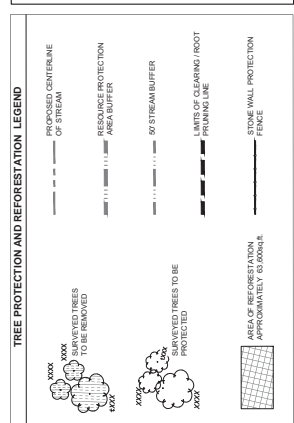 TREE PROTECTION AND REFORESTATION LEGEND
XXXX
XXXX
XXXX
tXXX
SURVEYED TREES
TO BE REMOVED
XXXX
XXXX
tXXX
XXXX
SURVEYED TREES TO BE
PROTECTED
AREA OF REFORESTATION
APPROXIMATELY 63,600sq.ft.
PROPOSED CENTERLINE
OF STREAM
RESOURCE PROTECTION
AREA BUFFER
50' STREAM BUFFER
LIMITS OF CLEARING / ROOT
PRUNING LINE
STONE WALL PROTECTION
FENCE